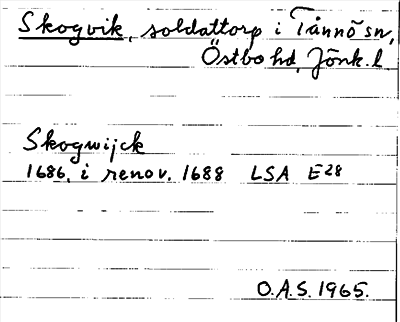 Skogvik, soldattorp i Tånnö sn,
Östbo hd, Jönk. l
Skogwijck
1686, i renov. 1688 LSA E28
O.A.S. 1965.